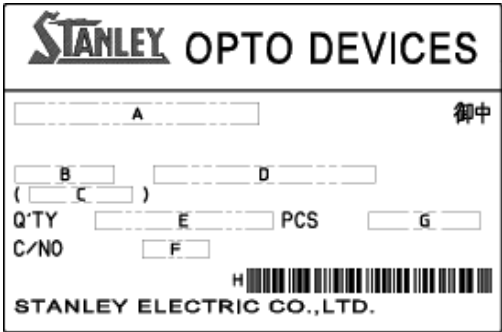 STANLEY OPTO DEVICES
A 御中
B D
( C )
Q'TY E PCS G
C/NO F
H
STANLEY ELECTRIC CO.,LTD.